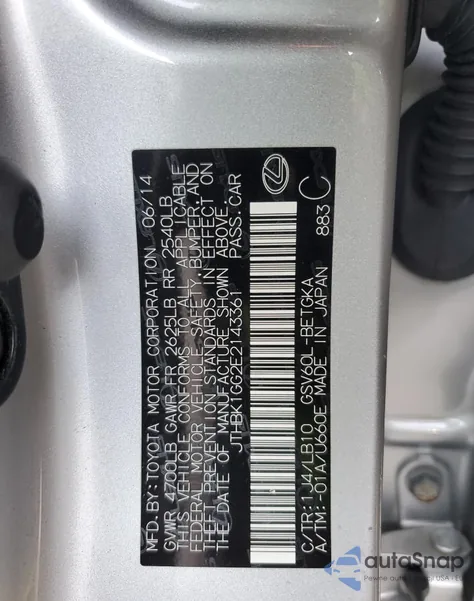 MFD.BY:TOYOTA MOTOR CORPORATION 06/14
GVWR 4700LB GAWR FR 2625LB RR 2540LB
THIS VEHICLE CONFORMS TO ALL APPLICABLE
FEDERAL MOTOR VEHICLE SAFETY, BUMPER, AND
THEFT PREVENTION STANDARDS IN EFFECT ON
THE DATE OF MANUFACTURE SHOWN ABOVE.
JTHBK1GG2E2143361 PASS.CAR
C/TR:1J4/LB10 GSV60L-BETGKA
A/TM:-01A/U660E MADE IN JAPAN 883 C
autoSnap